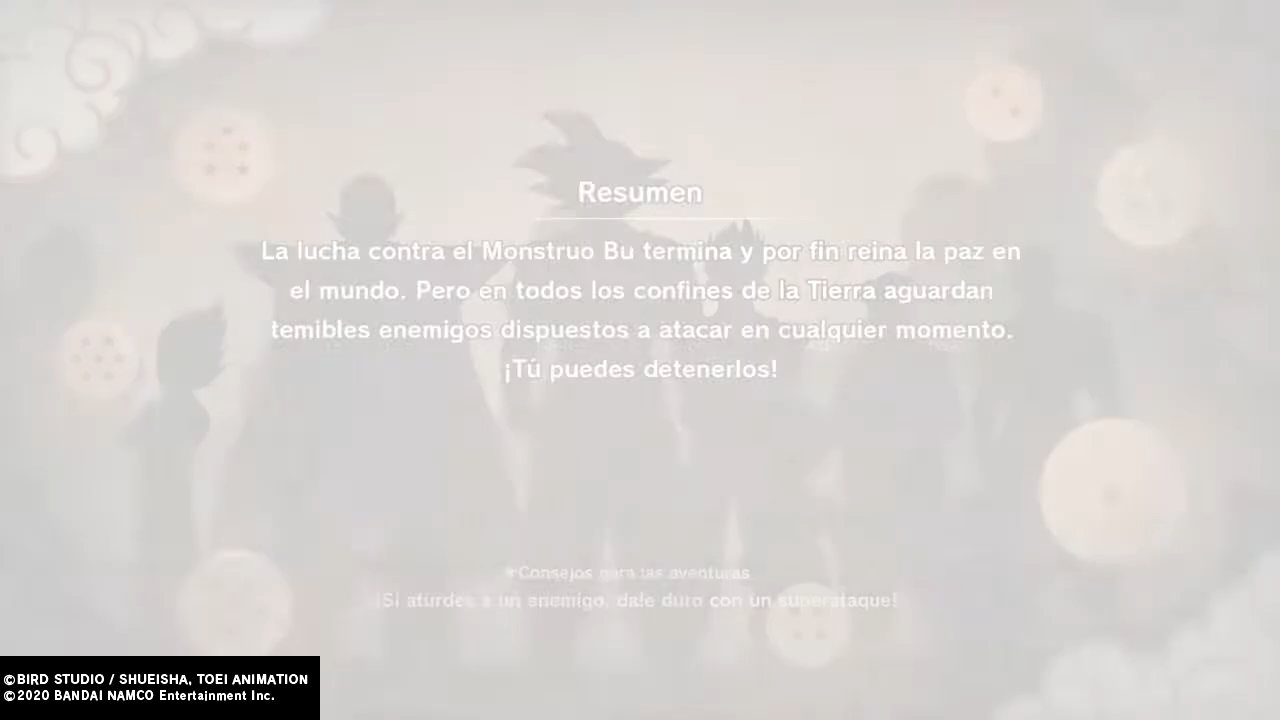 Resumen
La lucha contra el Monstruo Bu termina y por fin reina la paz en
el mundo. Pero en todos los confines de la Tierra aguardan
temibles enemigos dispuestos a atacar en cualquier momento.
¡Tú puedes detenerlos!
*Consejos para las aventuras
¡Si aturdes a un enemigo, dale duro con un superataque!
©BIRD STUDIO / SHUEISHA, TOEI ANIMATION
©2020 BANDAI NAMCO Entertainment Inc.